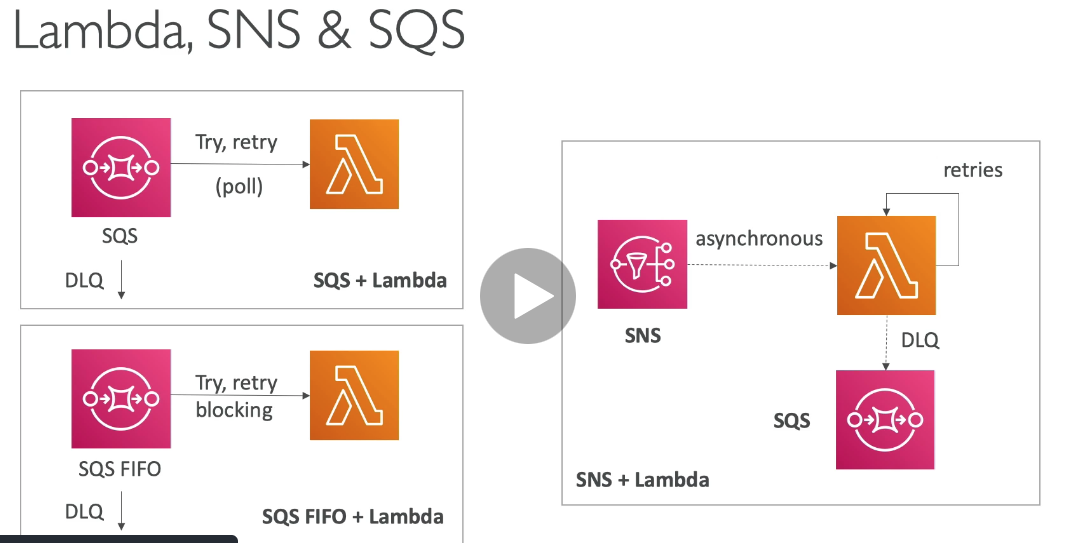 Lambda, SNS & SQS
Try, retry
(poll)
SQS
DLQ
SQS + Lambda
Try, retry
blocking
SQS FIFO
DLQ
SQS FIFO + Lambda
retries
asynchronous
SNS
DLQ
SQS
SNS + Lambda